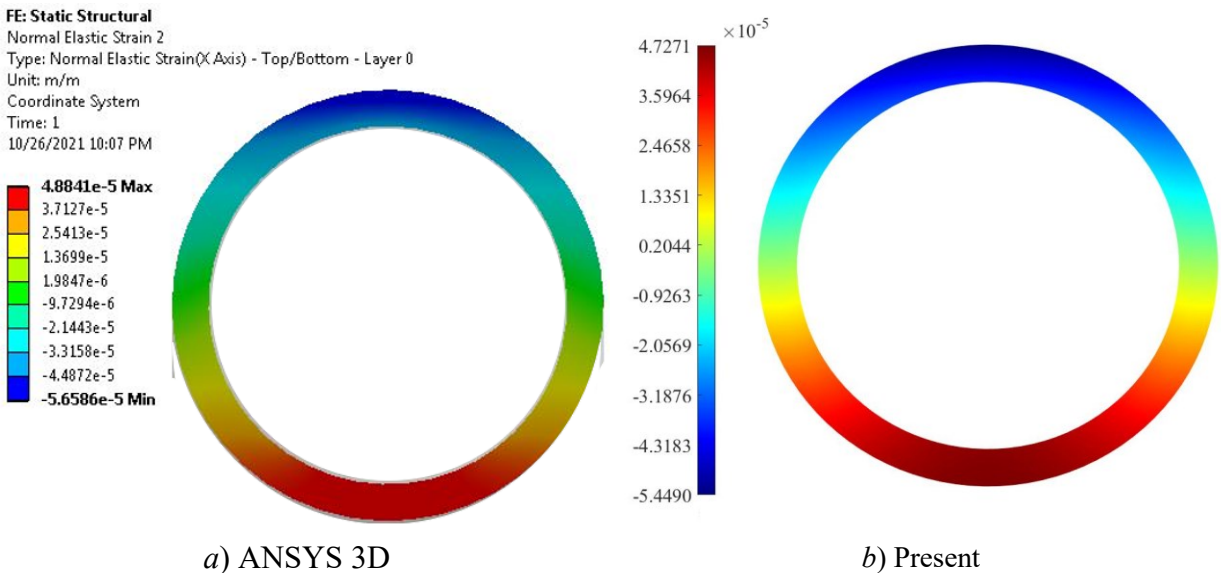 FE: Static Structural
Normal Elastic Strain 2
Type: Normal Elastic Strain(X Axis) - Top/Bottom - Layer 0
Unit: m/m
Coordinate System
Time: 1
10/26/2021 10:07 PM
4.8841e-5 Max
3.7127e-5
2.5413e-5
1.3699e-5
1.9847e-6
-9.7294e-6
-2.1443e-5
-3.3158e-5
-4.4872e-5
-5.6586e-5 Min
×10⁻⁵
4.7271
3.5964
2.4658
1.3351
0.2044
-0.9263
-2.0569
-3.1876
-4.3183
-5.4490
a) ANSYS 3D
b) Present